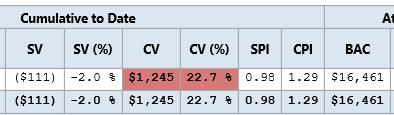 Cumulative to Date At
SV SV (%) CV CV (%) SPI CPI BAC
($111) -2.0 % $1,245 22.7 % 0.98 1.29 $16,461
($111) -2.0 % $1,245 22.7 % 0.98 1.29 $16,461